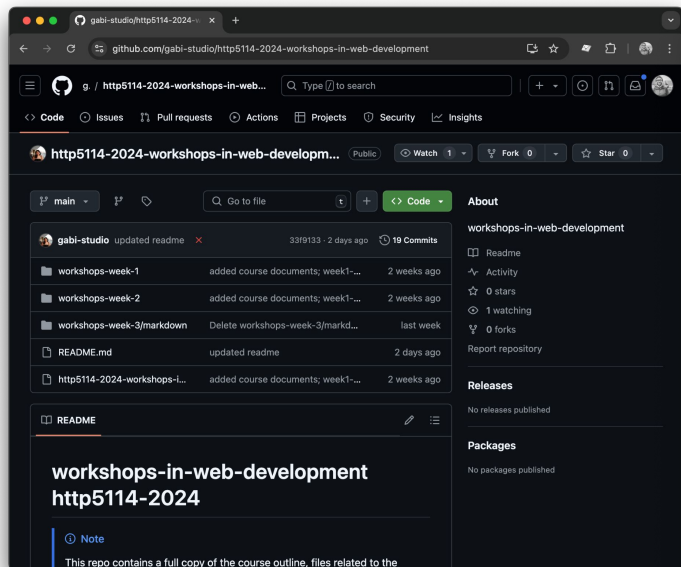 gabi-studio/http5114-2024-w
github.com/gabi-studio/http5114-2024-workshops-in-web-development
g. / http5114-2024-workshops-in-web...
Type / to search
Code Issues Pull requests Actions Projects Security Insights
http5114-2024-workshops-in-web-developm... Public Watch 1 Fork 0 Star 0
main Go to file t Code
gabi-studio updated readme 33f9133 · 2 days ago 19 Commits
workshops-week-1 added course documents; week1-... 2 weeks ago
workshops-week-2 added course documents; week1-... 2 weeks ago
workshops-week-3/markdown Delete workshops-week-3/markd... last week
README.md updated readme 2 days ago
http5114-2024-workshops-i... added course documents; week1-... 2 weeks ago
README
workshops-in-web-development
http5114-2024
Note
This repo contains a full copy of the course outline, files related to the
About
workshops-in-web-development
Readme
Activity
0 stars
1 watching
0 forks
Report repository
Releases
No releases published
Packages
No packages published